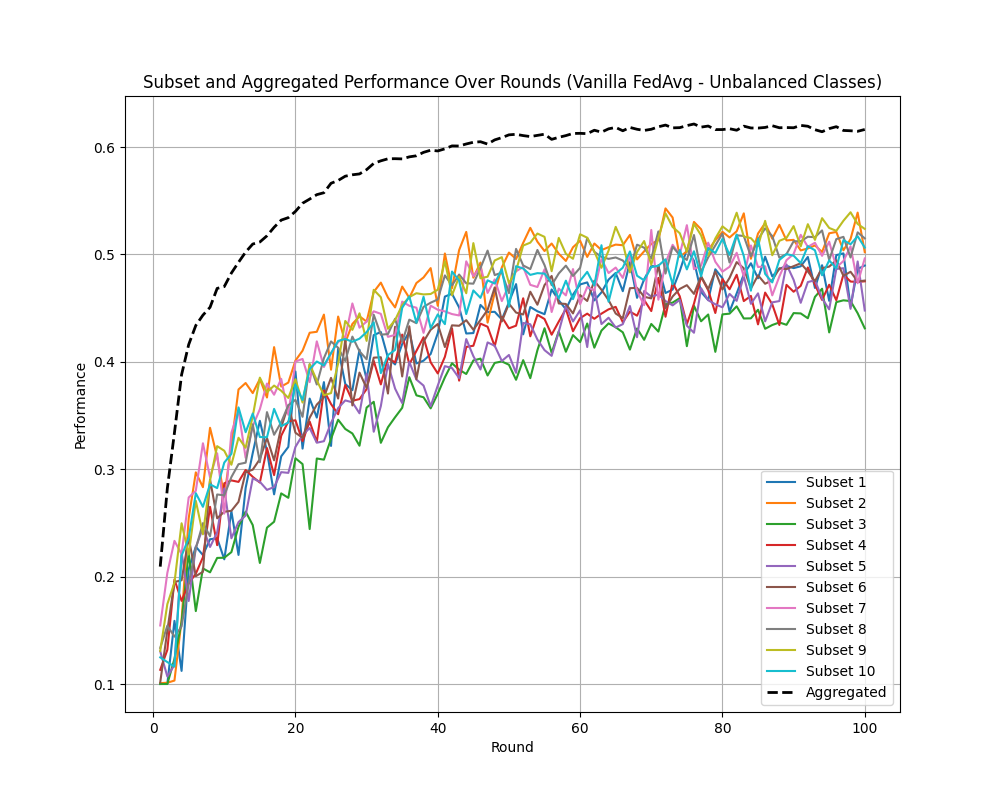 Subset and Aggregated Performance Over Rounds (Vanilla FedAvg - Unbalanced Classes)
Performance
0.6
0.5
0.4
0.3
0.2
0.1
Subset 1
Subset 2
Subset 3
Subset 4
Subset 5
Subset 6
Subset 7
Subset 8
Subset 9
Subset 10
Aggregated
0 20 40 60 80 100
Round